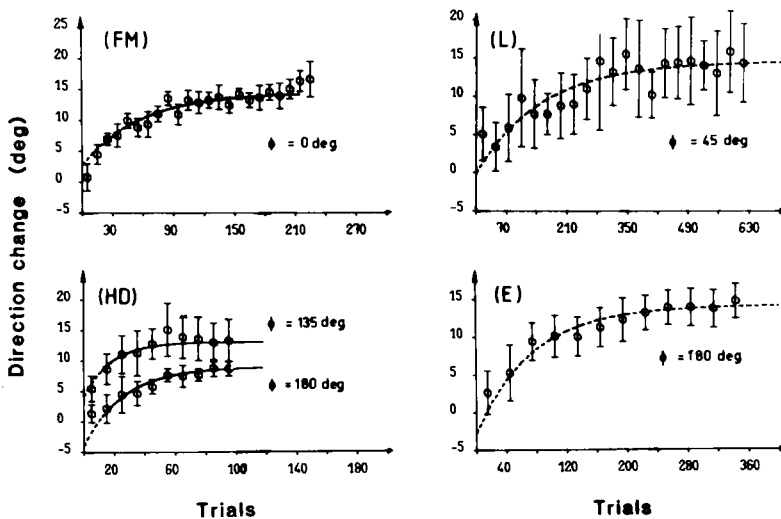 Direction change (deg)
(FM)
25
20
15
10
5
0
-5
ϕ = 0 deg
30 90 150 210 270
(L)
20
15
10
5
0
-5
ϕ = 45 deg
70 210 350 490 630
(HD)
20
15
10
5
0
-5
ϕ = 135 deg
ϕ = 180 deg
20 60 100 140 180
Trials
(E)
15
10
5
0
-5
ϕ = 180 deg
40 120 200 280 360
Trials